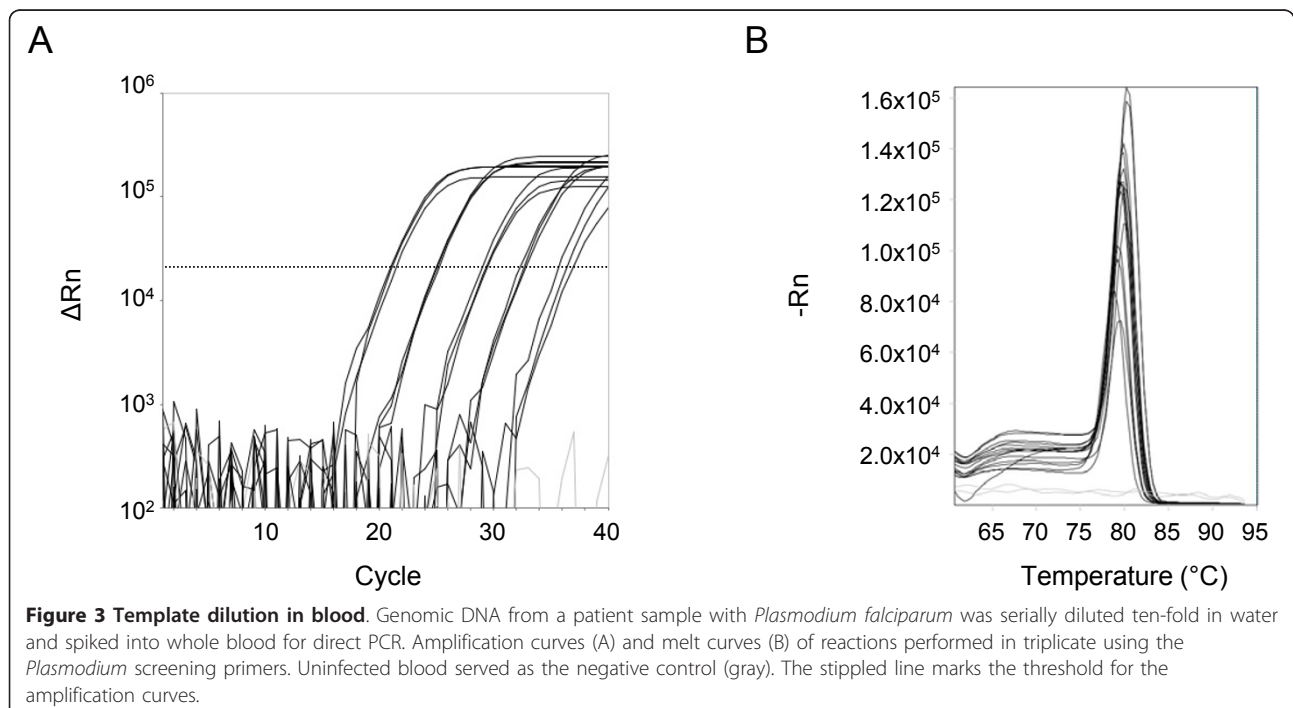 A
10⁶
10⁵
10⁴
10³
10²
ΔRn
10 20 30 40
Cycle
B
1.6x10⁵
1.4x10⁵
1.2x10⁵
1.0x10⁵
8.0x10⁴
6.0x10⁴
4.0x10⁴
2.0x10⁴
-Rn
65 70 75 80 85 90 95
Temperature (°C)
Figure 3 Template dilution in blood. Genomic DNA from a patient sample with Plasmodium falciparum was serially diluted ten-fold in water
and spiked into whole blood for direct PCR. Amplification curves (A) and melt curves (B) of reactions performed in triplicate using the
Plasmodium screening primers. Uninfected blood served as the negative control (gray). The stippled line marks the threshold for the
amplification curves.